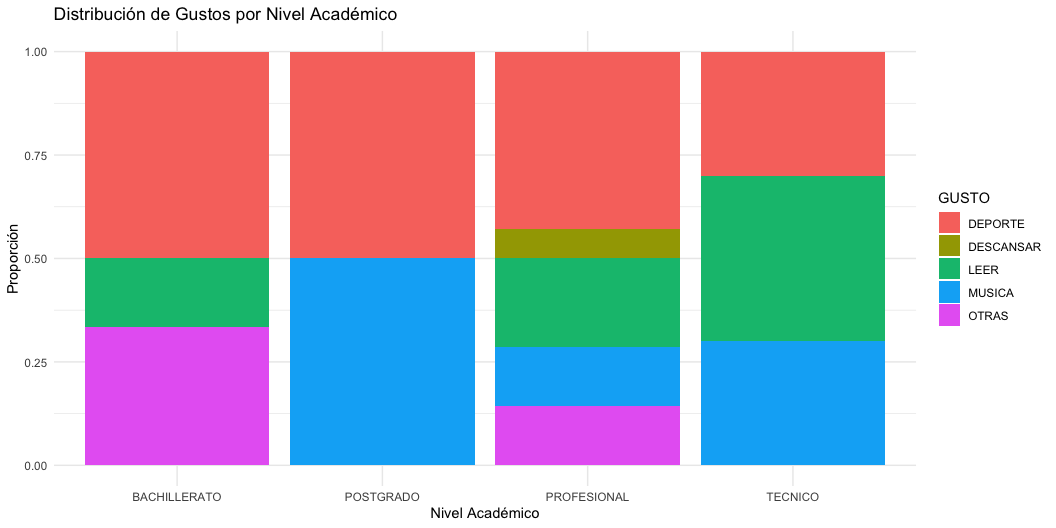 Distribución de Gustos por Nivel Académico
1.00
0.75
0.50
0.25
0.00
Proporción
BACHILLERATO
POSTGRADO
PROFESIONAL
TECNICO
Nivel Académico
GUSTO
DEPORTE
DESCANSAR
LEER
MUSICA
OTRAS